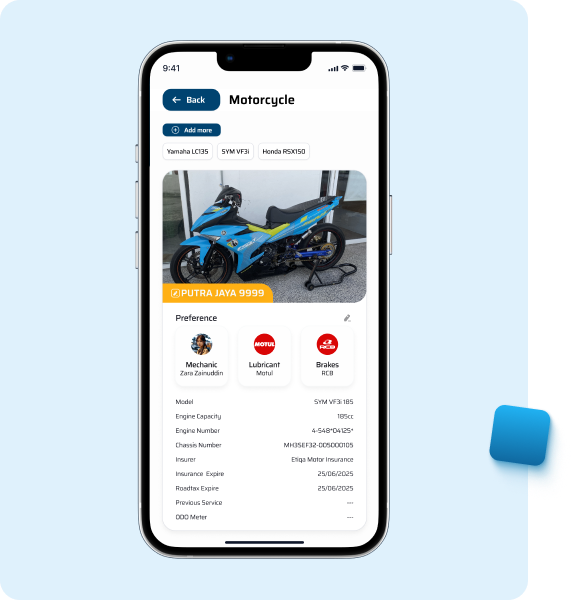 9:41
Back
Motorcycle
Add more
Yamaha LC135 SYM VF3i Honda RSX150
PUTRA JAYA 9999
Preference
MOTUL RCB
Mechanic Lubricant Brakes
Zara Zainuddin Motul RCB
Model SYM VF3i 185
Engine Capacity 185cc
Engine Number 4-548*04125*
Chassis Number MH3SEF32-005000105
Insurer Etiqa Motor Insurance
Insurance Expire 25/06/2025
Roadtax Expire 25/06/2025
Previous Service ---
ODO Meter ---